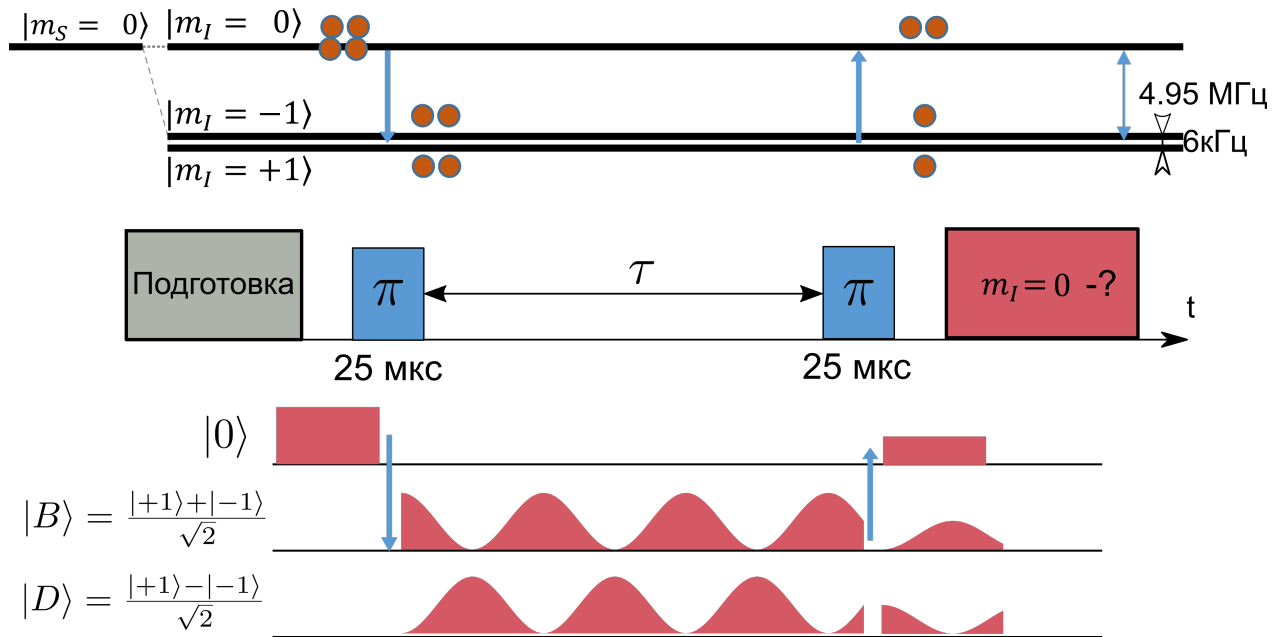 |m_S = 0⟩ |m_I = 0⟩
|m_I = −1⟩
4.95 МГц
6кГц
|m_I = +1⟩
Подготовка
π
τ
π
m_I = 0 -?
t
25 мкс
25 мкс
|0⟩
|B⟩ = (|+1⟩+|−1⟩)/√2
|D⟩ = (|+1⟩−|−1⟩)/√2